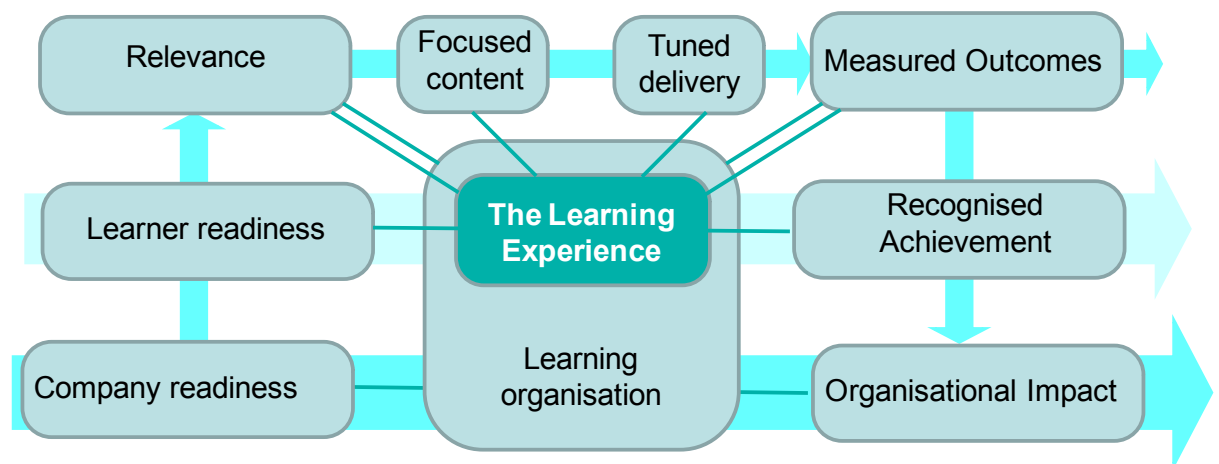 Relevance
Focused
content
Tuned
delivery
Measured Outcomes
Learner readiness
The Learning
Experience
Recognised
Achievement
Company readiness
Learning
organisation
Organisational Impact